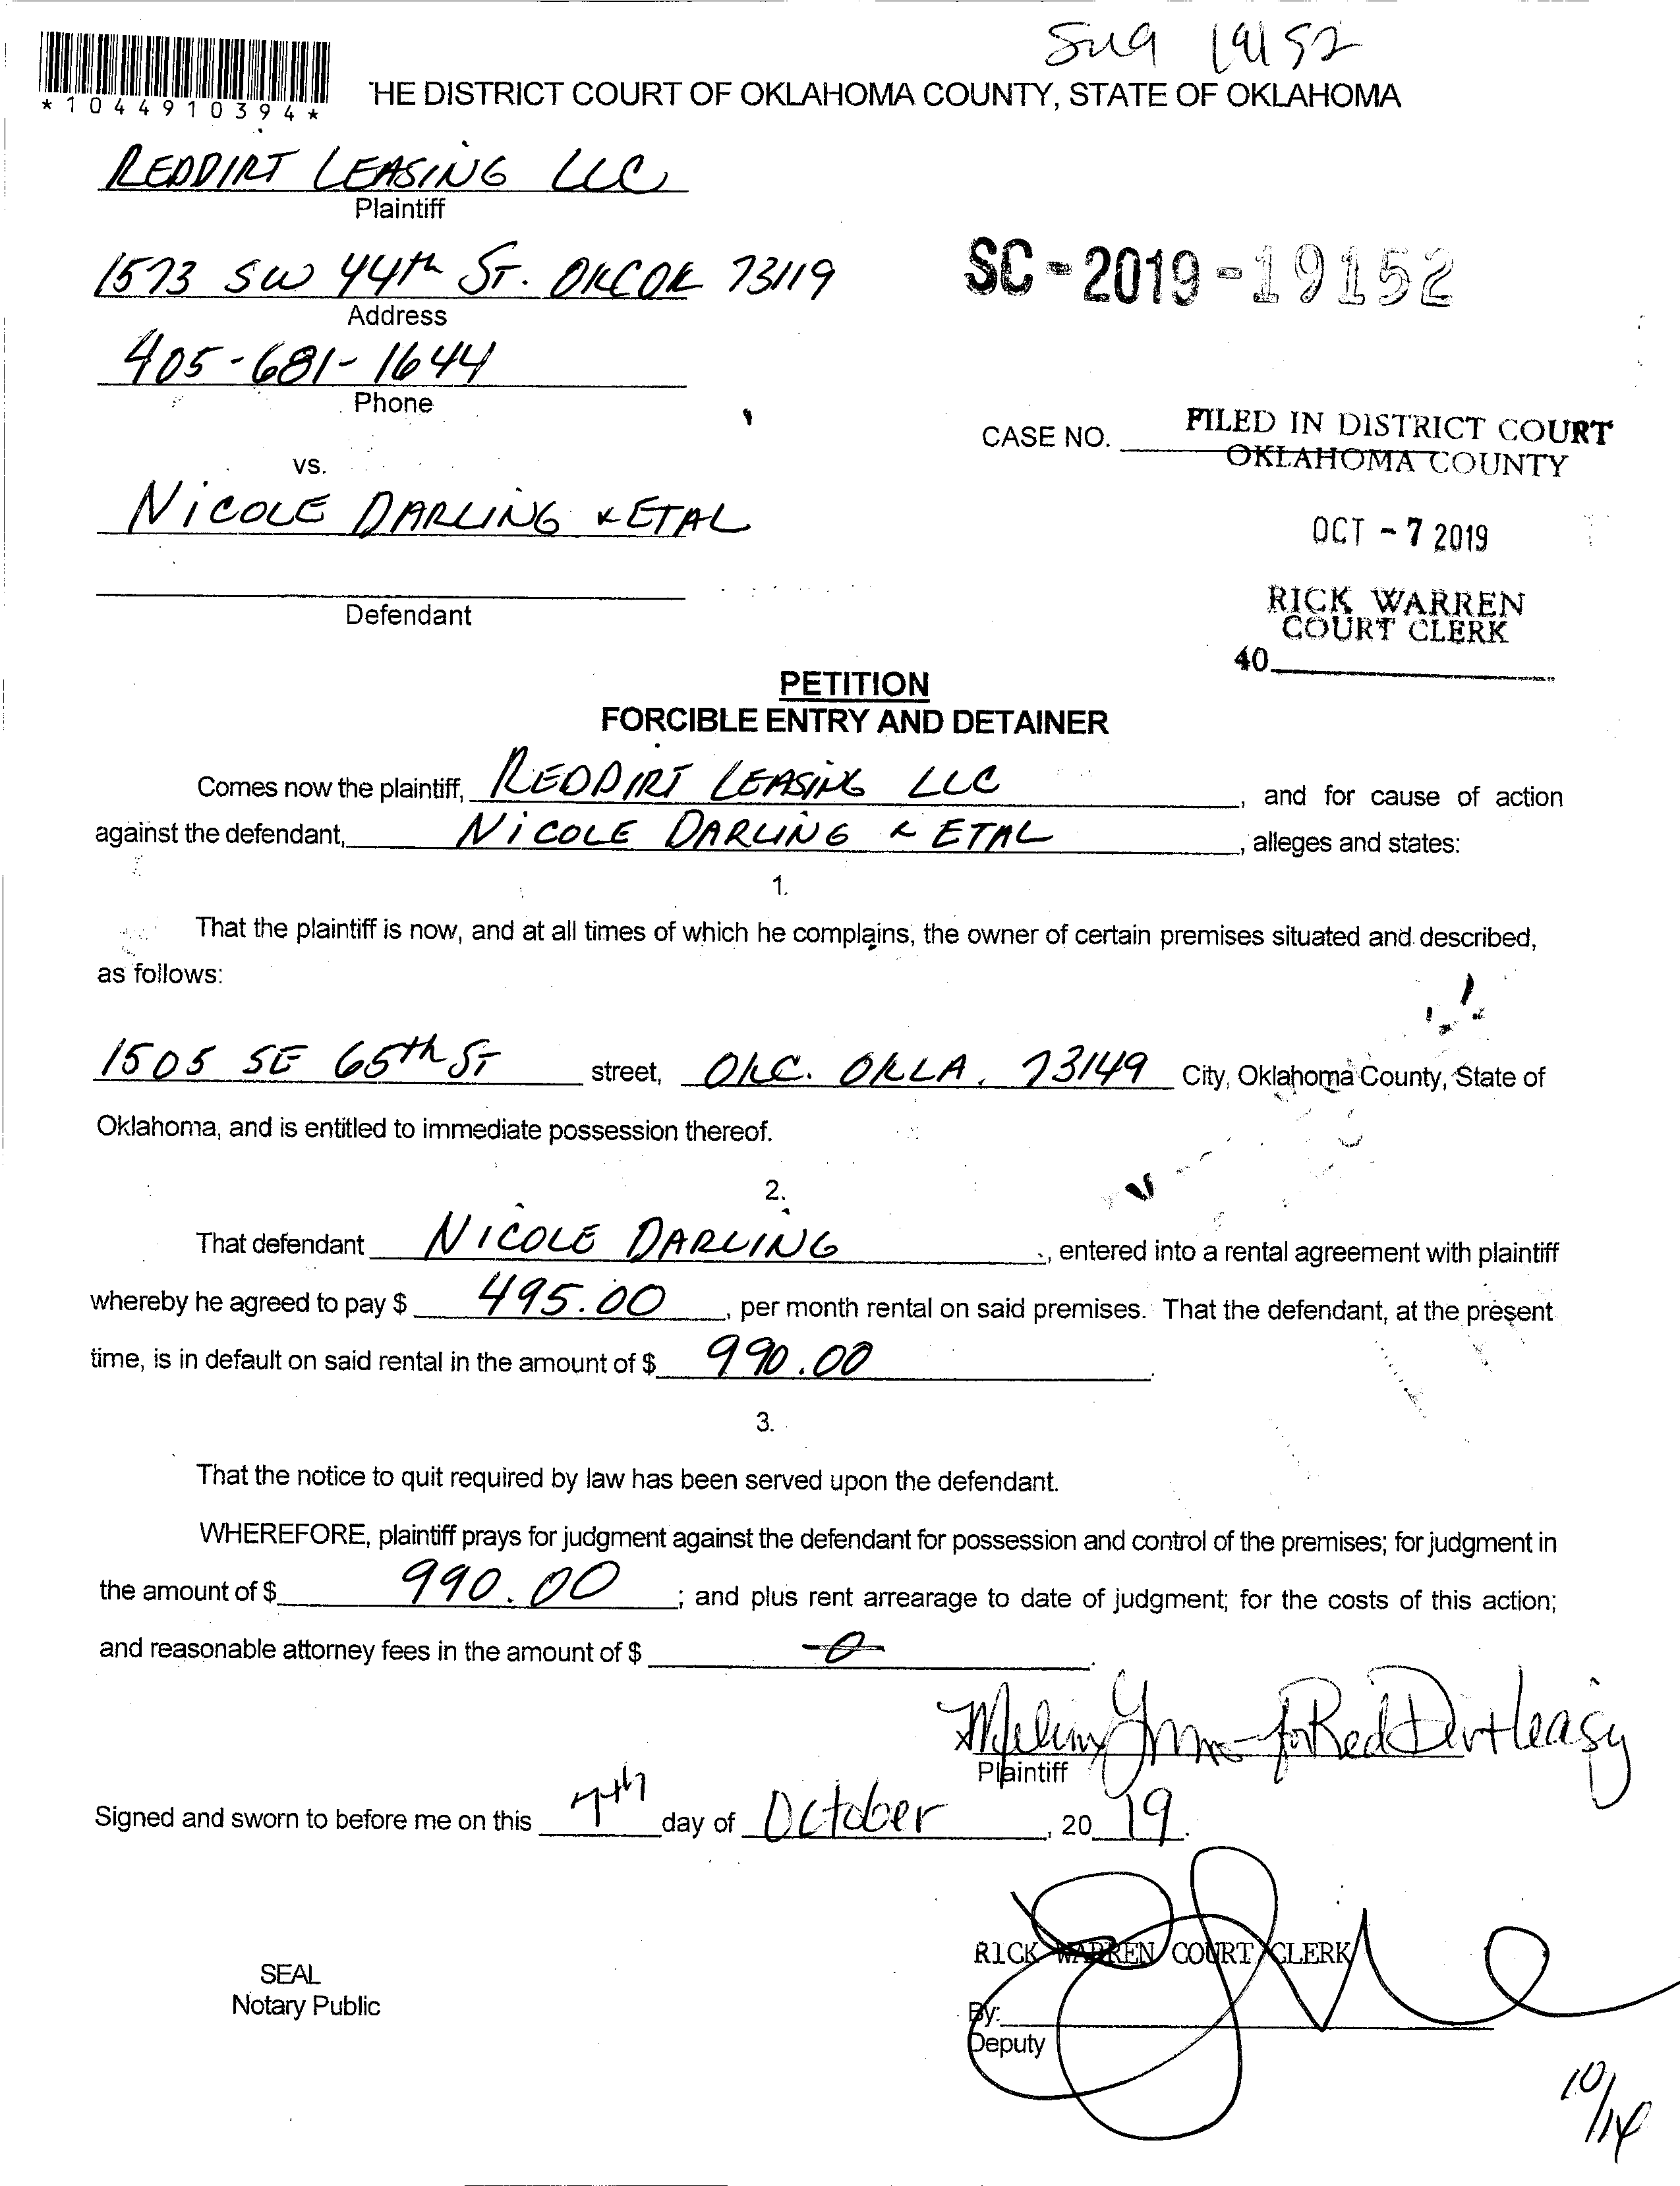 19152
*1044910394*
HE DISTRICT COURT OF OKLAHOMA COUNTY, STATE OF OKLAHOMA
REDDIRT LEASING LLC
Plaintiff
1573 SW 44th ST. OKC OK 73119
Address
SC-2019-19152
405-681-1644
Phone
CASE NO.
FILED IN DISTRICT COURT
OKLAHOMA COUNTY
vs.
NICOLE DARLING & ETAL
OCT -7 2019
Defendant
RICK WARREN
COURT CLERK
40
PETITION
FORCIBLE ENTRY AND DETAINER
Comes now the plaintiff, REDDIRT LEASING LLC, and for cause of action
against the defendant, NICOLE DARLING & ETAL, alleges and states:
1.
That the plaintiff is now, and at all times of which he complains, the owner of certain premises situated and described,
as follows:
1505 SE 65th ST street, OKC. OKLA. 73149 City, Oklahoma County, State of
Oklahoma, and is entitled to immediate possession thereof.
2.
That defendant NICOLE DARLING, entered into a rental agreement with plaintiff
whereby he agreed to pay $ 495.00, per month rental on said premises. That the defendant, at the present
time, is in default on said rental in the amount of $ 990.00.
3.
That the notice to quit required by law has been served upon the defendant.
WHEREFORE, plaintiff prays for judgment against the defendant for possession and control of the premises; for judgment in
the amount of $ 990.00; and plus rent arrearage to date of judgment; for the costs of this action;
and reasonable attorney fees in the amount of $ 0.
for Red Dirt Leasing
Plaintiff
Signed and sworn to before me on this 7th day of October, 2019.
RICK WARREN COURT CLERK
SEAL
Notary Public
By:
Deputy
10/14